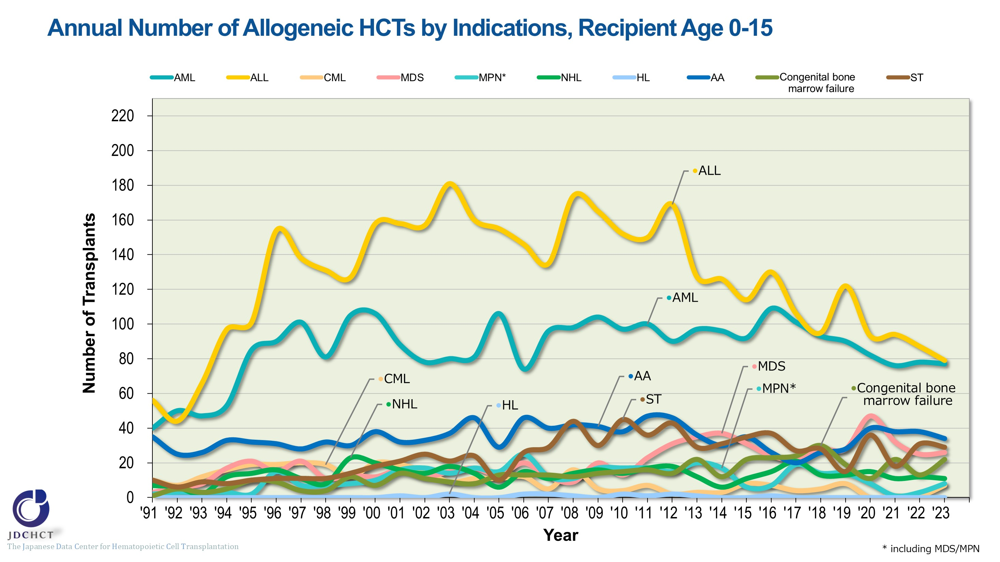 Annual Number of Allogeneic HCTs by Indications, Recipient Age 0-15
AML
ALL
CML
MDS
MPN*
NHL
HL
AA
Congenital bone
marrow failure
ST
Number of Transplants
220
200
180
160
140
120
100
80
60
40
20
0
ALL
AML
MDS
CML
AA
MPN*
Congenital bone
marrow failure
ST
NHL
HL
'91 '92 '93 '94 '95 '96 '97 '98 '99 '00 '01 '02 '03 '04 '05 '06 '07 '08 '09 '10 '11 '12 '13 '14 '15 '16 '17 '18 '19 '20 '21 '22 '23
Year
JDCHCT
The Japanese Data Center for Hematopoietic Cell Transplantation
* including MDS/MPN